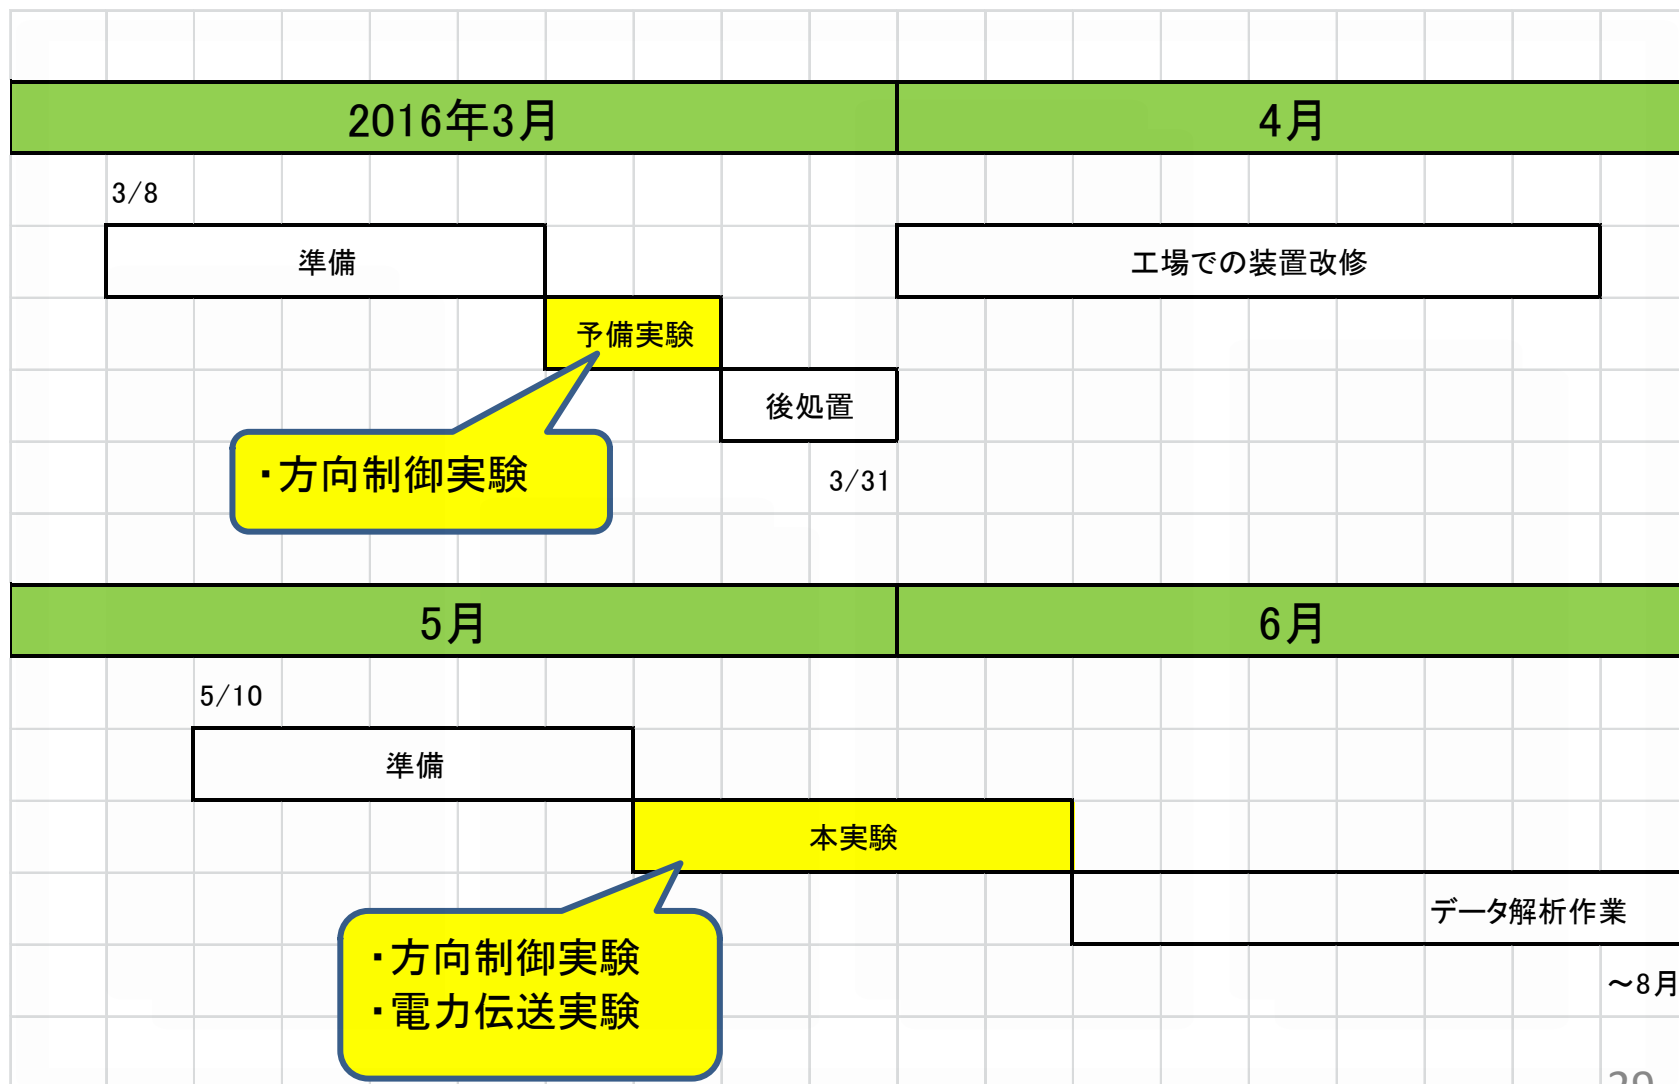 2016年3月
4月
3/8
準備
工場での装置改修
予備実験
後処置
・方向制御実験
3/31
5月
6月
5/10
準備
本実験
データ解析作業
・方向制御実験
・電力伝送実験
～8月